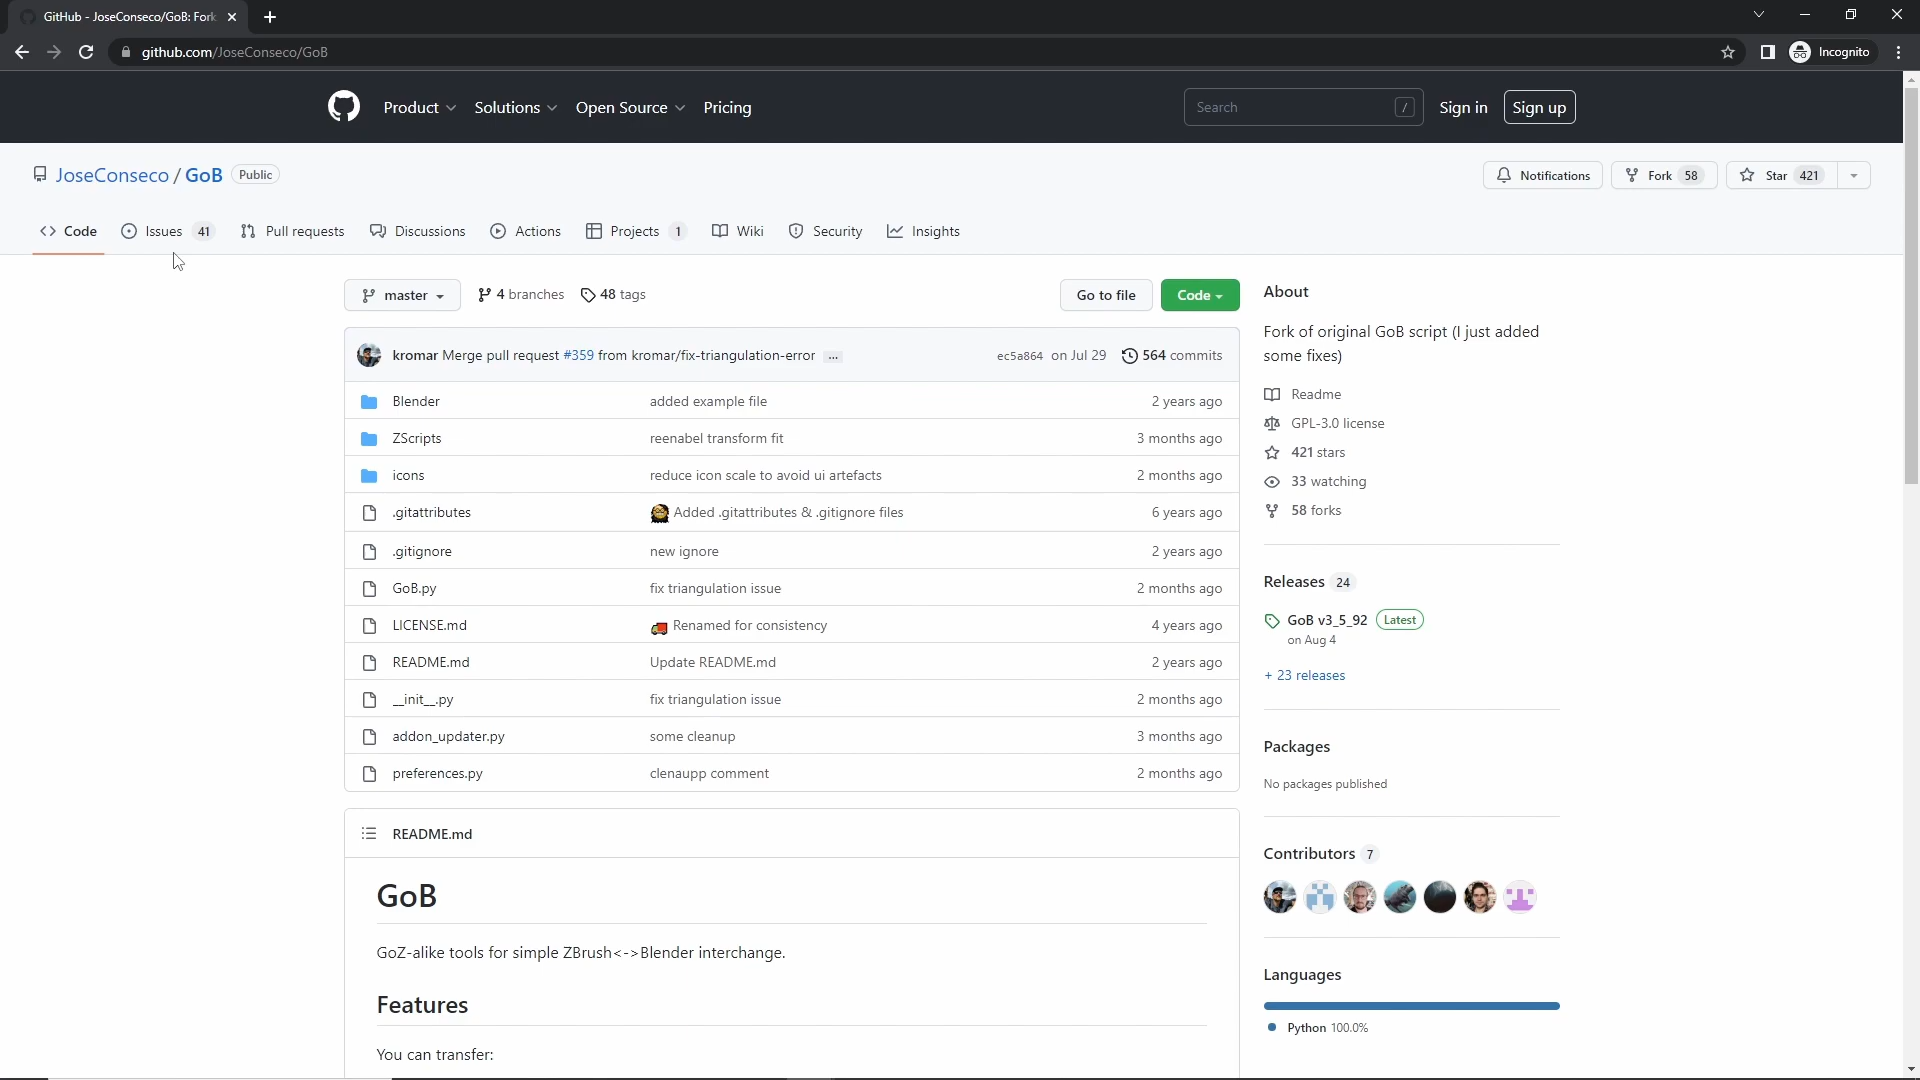 GitHub - JoseConseco/GoB: Fork
github.com/JoseConseco/GoB
Incognito
Product
Solutions
Open Source
Pricing
Search
/
Sign in
Sign up
JoseConseco / GoB
Public
Notifications
Fork 58
Star 421
Code
Issues 41
Pull requests
Discussions
Actions
Projects 1
Wiki
Security
Insights
master
4 branches
48 tags
Go to file
Code
kromar Merge pull request #359 from kromar/fix-triangulation-error ...
ec5a864 on Jul 29
564 commits
Blender added example file 2 years ago
ZScripts reenabel transform fit 3 months ago
icons reduce icon scale to avoid ui artefacts 2 months ago
.gitattributes Added .gitattributes & .gitignore files 6 years ago
.gitignore new ignore 2 years ago
GoB.py fix triangulation issue 2 months ago
LICENSE.md Renamed for consistency 4 years ago
README.md Update README.md 2 years ago
__init__.py fix triangulation issue 2 months ago
addon_updater.py some cleanup 3 months ago
preferences.py clenaupp comment 2 months ago
README.md
GoB
GoZ-alike tools for simple ZBrush<->Blender interchange.
Features
You can transfer:
About
Fork of original GoB script (I just added
some fixes)
Readme
GPL-3.0 license
421 stars
33 watching
58 forks
Releases 24
GoB v3_5_92 Latest
on Aug 4
+ 23 releases
Packages
No packages published
Contributors 7
Languages
Python 100.0%